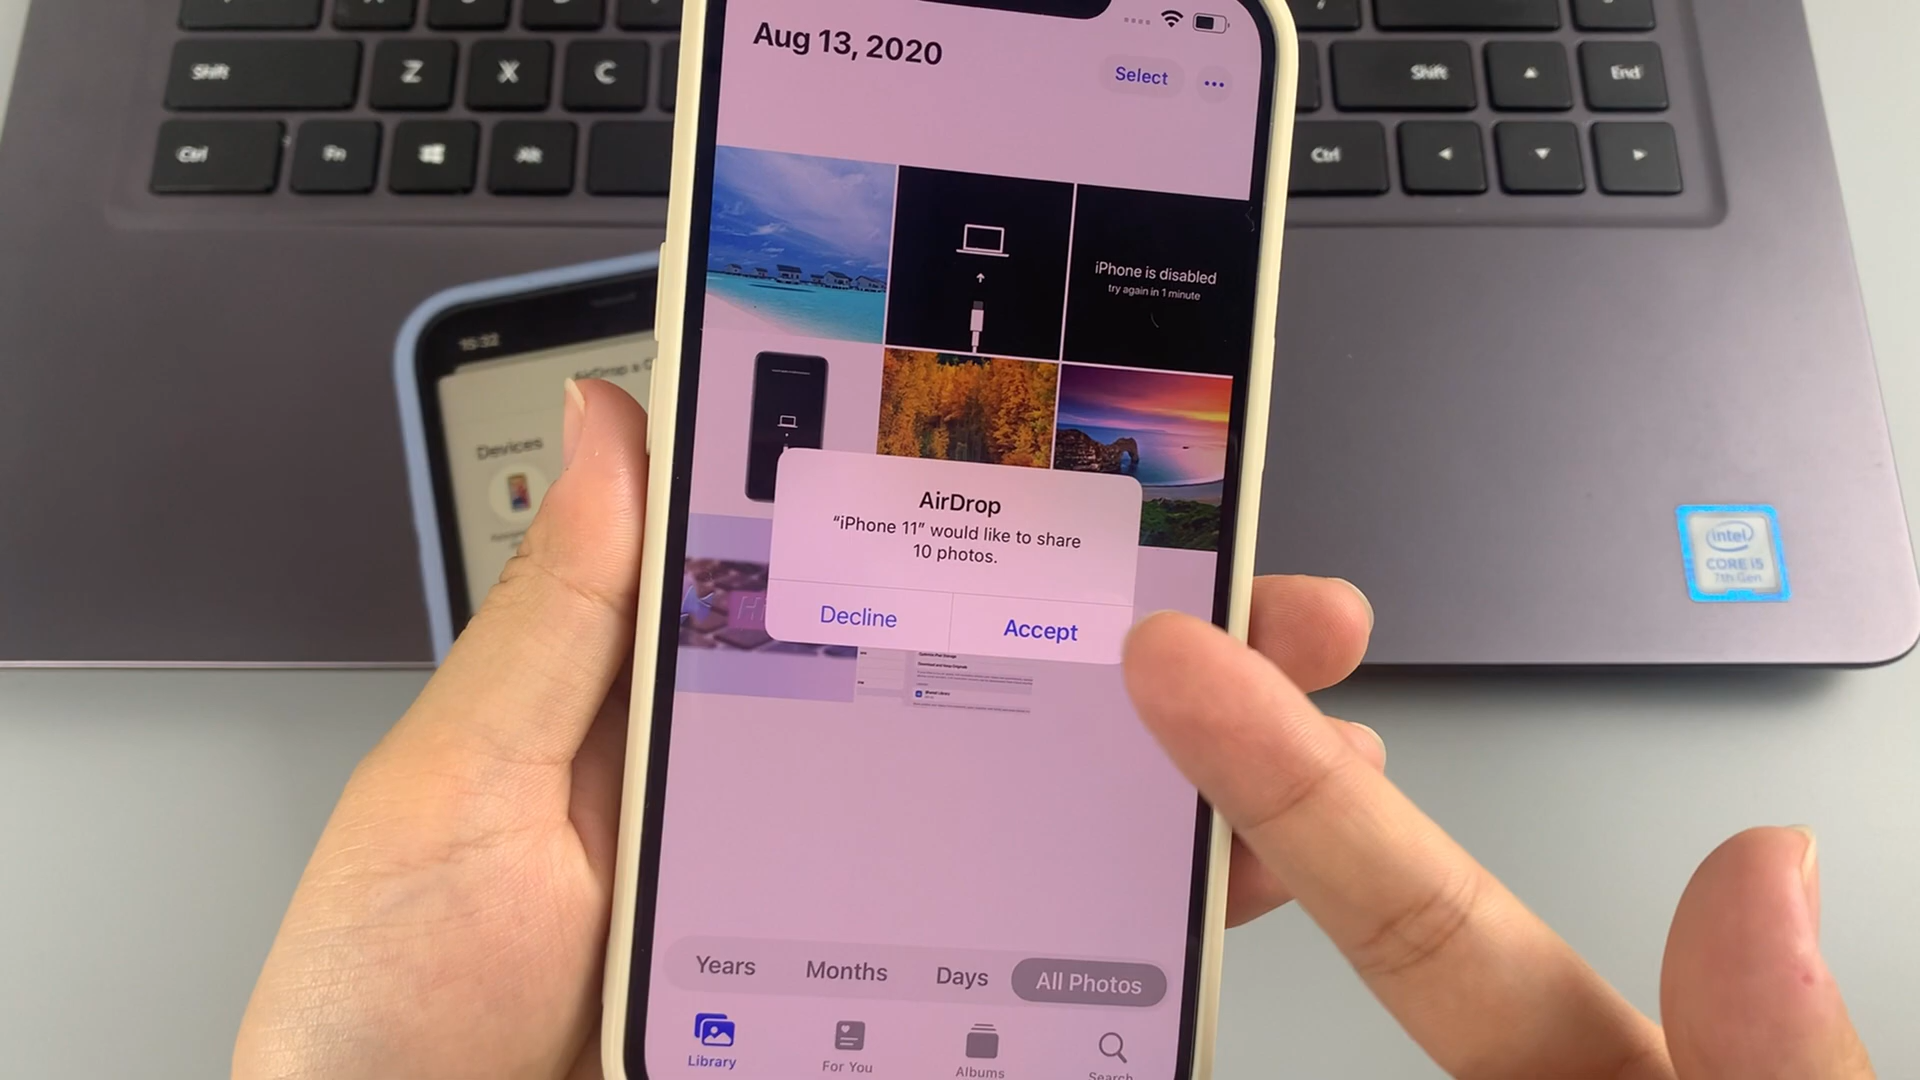 Shift
Z
X
C
Shift
End
Ctrl
Fn
Alt
Ctrl
Aug 13, 2020
Select
iPhone is disabled
try again in 1 minute
15:32
Devices
AirDrop
“iPhone 11” would like to share
10 photos.
Decline
Accept
intel
CORE i5
7th Gen
Years
Months
Days
All Photos
Library
For You
Albums
Search